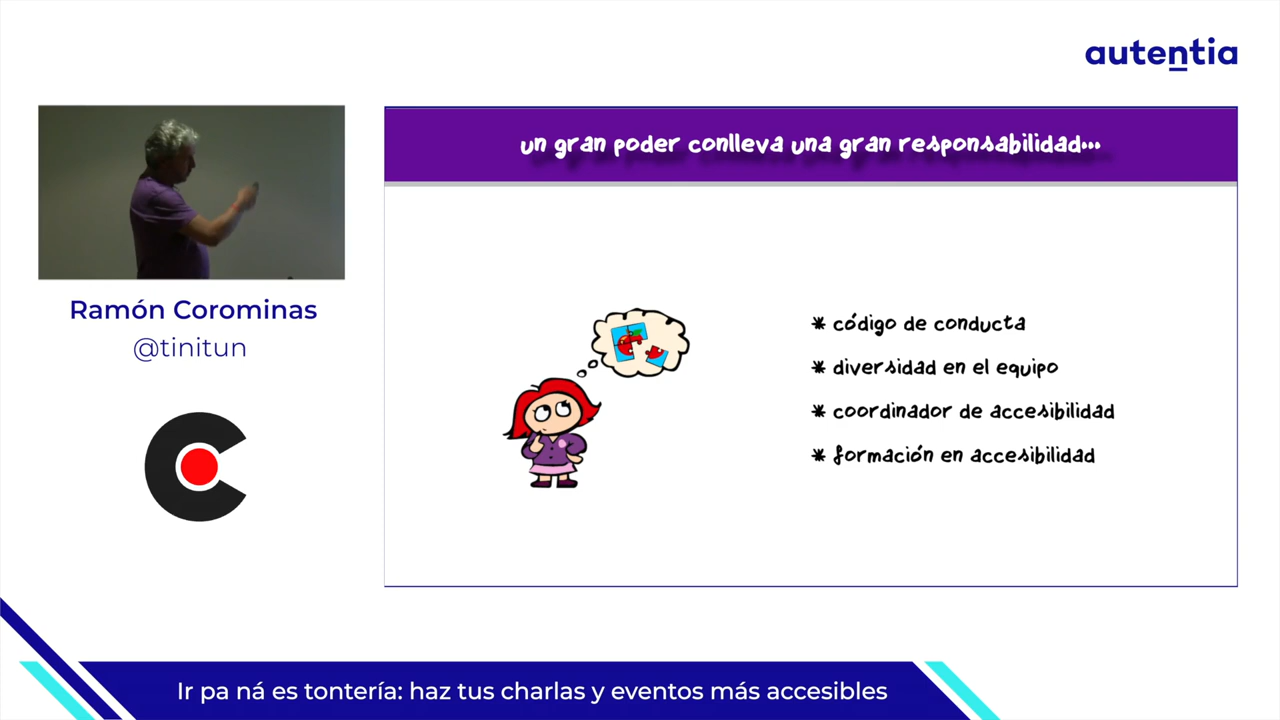 autentia
un gran poder conlleva una gran responsabilidad...
Ramón Corominas
@tinitun
* código de conducta
* diversidad en el equipo
* coordinador de accesibilidad
* formación en accesibilidad
Ir pa ná es tontería: haz tus charlas y eventos más accesibles